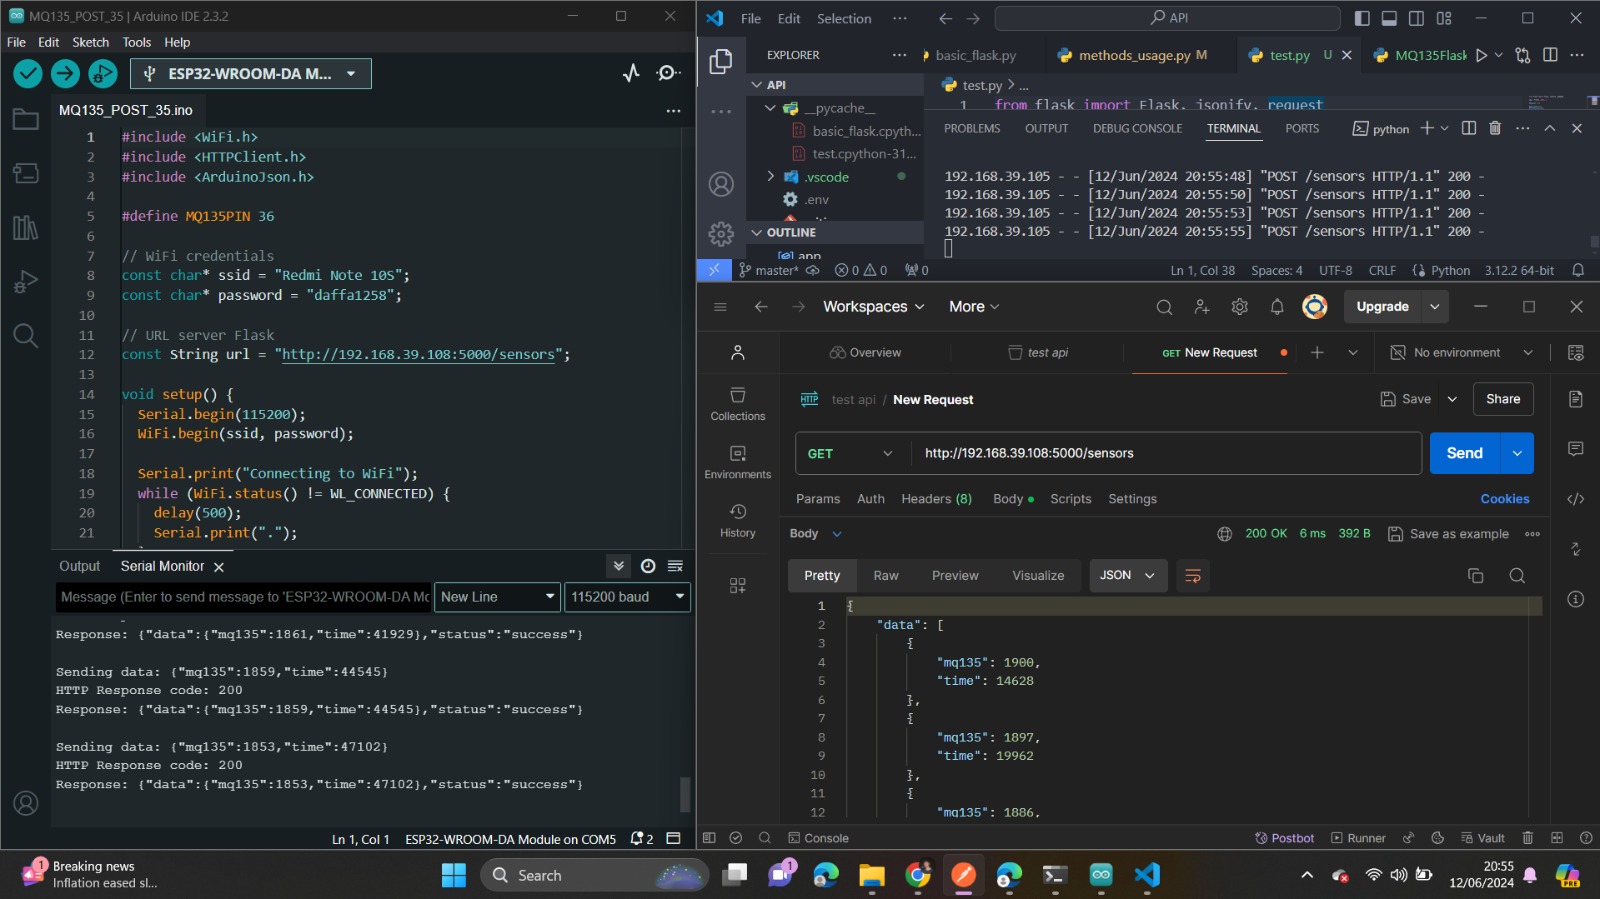 MQ135_POST_35 | Arduino IDE 2.3.2
File Edit Sketch Tools Help
ESP32-WROOM-DA M...
MQ135_POST_35.ino
1 #include <WiFi.h>
2 #include <HTTPClient.h>
3 #include <ArduinoJson.h>
4
5 #define MQ135PIN 36
6
7 // WiFi credentials
8 const char* ssid = "Redmi Note 10S";
9 const char* password = "daffa1258";
10
11 // URL server Flask
12 const String url = "http://192.168.39.108:5000/sensors";
13
14 void setup() {
15 Serial.begin(115200);
16 WiFi.begin(ssid, password);
17
18 Serial.print("Connecting to WiFi");
19 while (WiFi.status() != WL_CONNECTED) {
20 delay(500);
21 Serial.print(".");
Output Serial Monitor
Message (Enter to send message to 'ESP32-WROOM-DA Mo
New Line
115200 baud
Response: {"data":{"mq135":1861,"time":41929},"status":"success"}
Sending data: {"mq135":1859,"time":44545}
HTTP Response code: 200
Response: {"data":{"mq135":1859,"time":44545},"status":"success"}
Sending data: {"mq135":1853,"time":47102}
HTTP Response code: 200
Response: {"data":{"mq135":1853,"time":47102},"status":"success"}
Ln 1, Col 1 ESP32-WROOM-DA Module on COM5 2
File Edit Selection ...
API
EXPLORER ...
basic_flask.py
methods_usage.py M
test.py U
MQ135Flask
API
__pycache__
basic_flask.cpyth...
test.cpython-31...
.vscode
.env
OUTLINE
app
test.py > ...
1 from flask import Flask, jsonify, request
PROBLEMS OUTPUT DEBUG CONSOLE TERMINAL PORTS
python
192.168.39.105 - - [12/Jun/2024 20:55:48] "POST /sensors HTTP/1.1" 200 -
192.168.39.105 - - [12/Jun/2024 20:55:50] "POST /sensors HTTP/1.1" 200 -
192.168.39.105 - - [12/Jun/2024 20:55:53] "POST /sensors HTTP/1.1" 200 -
192.168.39.105 - - [12/Jun/2024 20:55:55] "POST /sensors HTTP/1.1" 200 -
master* 0 0 0 Ln 1, Col 38 Spaces: 4 UTF-8 CRLF Python 3.12.2 64-bit
Workspaces More Upgrade
Overview
test api
GET New Request
No environment
HTTP test api / New Request Save Share
Collections
Environments
History
GET http://192.168.39.108:5000/sensors Send
Params Auth Headers (8) Body Scripts Settings Cookies
Body 200 OK 6 ms 392 B Save as example
Pretty Raw Preview Visualize JSON
1 {
2 "data": [
3 {
4 "mq135": 1900,
5 "time": 14628
6 },
7 {
8 "mq135": 1897,
9 "time": 19962
10 },
11 {
12 "mq135": 1886,
Console Postbot Runner Vault
1
Breaking news
Inflation eased sl...
Search
1
20:55
12/06/2024
PRE